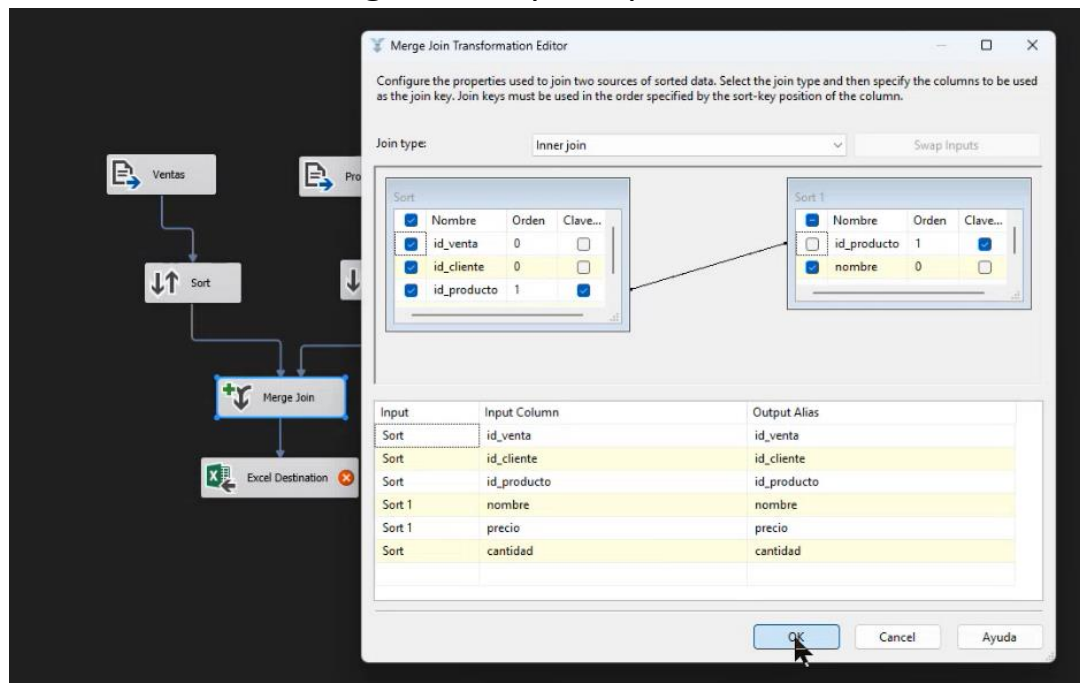 Merge Join Transformation Editor
Configure the properties used to join two sources of sorted data. Select the join type and then specify the columns to be used
as the join key. Join keys must be used in the order specified by the sort-key position of the column.
Join type: Inner join Swap Inputs
Ventas
Pro
Sort
Nombre Orden Clave...
id_venta 0
id_cliente 0
id_producto 1
Sort 1
Nombre Orden Clave...
id_producto 1
nombre 0
Sort
Merge Join
Excel Destination
Input Input Column Output Alias
Sort id_venta id_venta
Sort id_cliente id_cliente
Sort id_producto id_producto
Sort 1 nombre nombre
Sort 1 precio precio
Sort cantidad cantidad
OK Cancel Ayuda